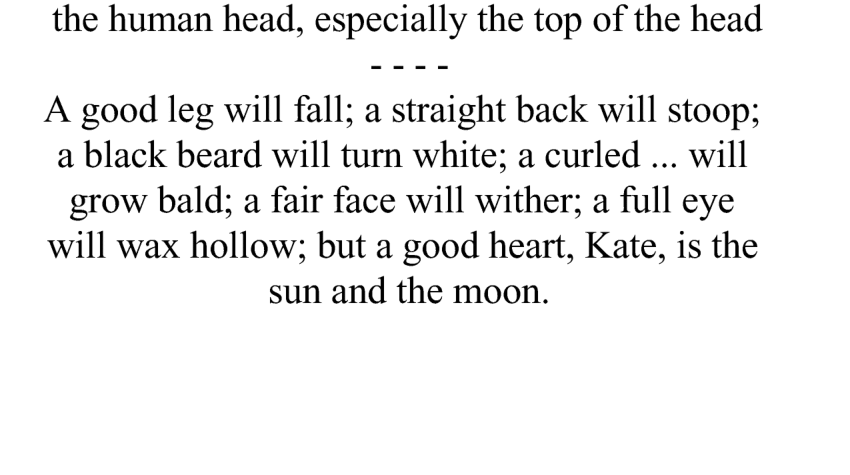 the human head, especially the top of the head
- - - -
A good leg will fall; a straight back will stoop;
a black beard will turn white; a curled ... will
grow bald; a fair face will wither; a full eye
will wax hollow; but a good heart, Kate, is the
sun and the moon.